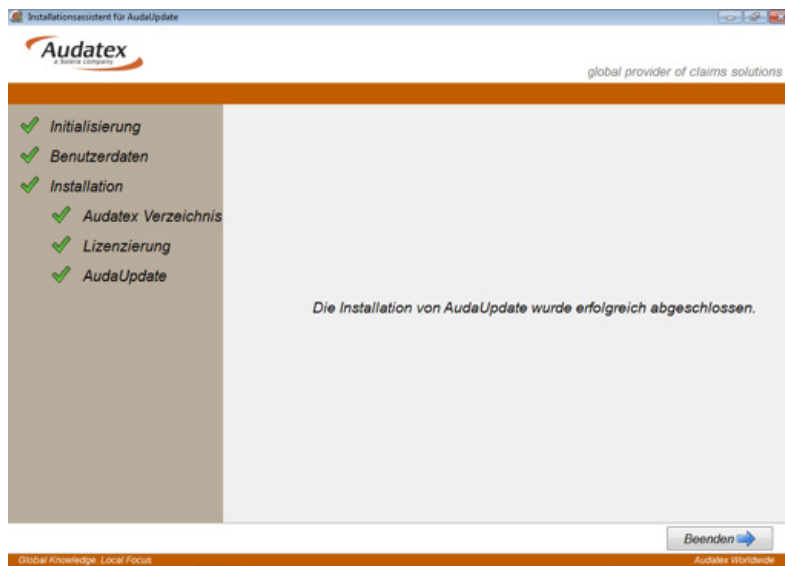 Installationsassistent für AudaUpdate
Audatex
a Solera company
global provider of claims solutions
Initialisierung
Benutzerdaten
Installation
Audatex Verzeichnis
Lizenzierung
AudaUpdate
Die Installation von AudaUpdate wurde erfolgreich abgeschlossen.
Beenden
Global Knowledge. Local Focus.
Audatex Worldwide